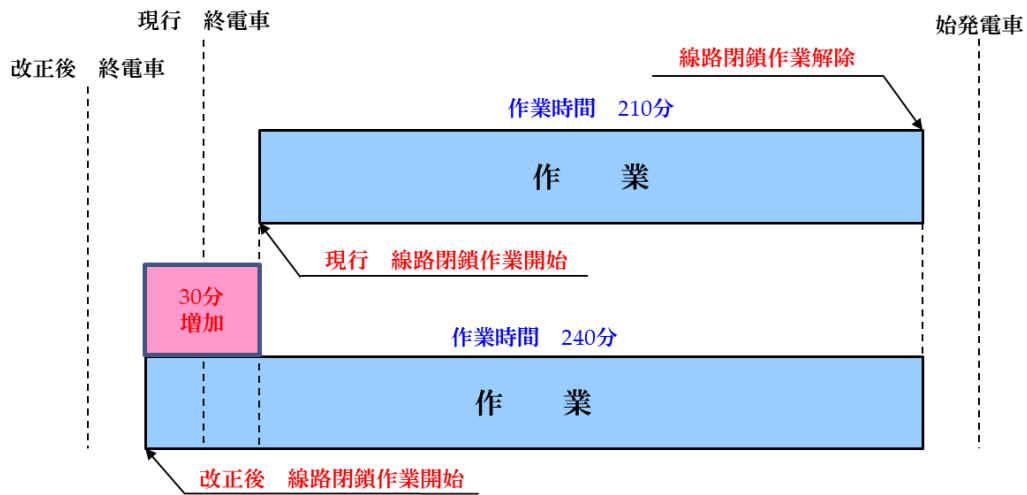 現行　終電車
始発電車
改正後　終電車
線路閉鎖作業解除
作業時間　210分
作　業
現行　線路閉鎖作業開始
30分
増加
作業時間　240分
作　業
改正後　線路閉鎖作業開始